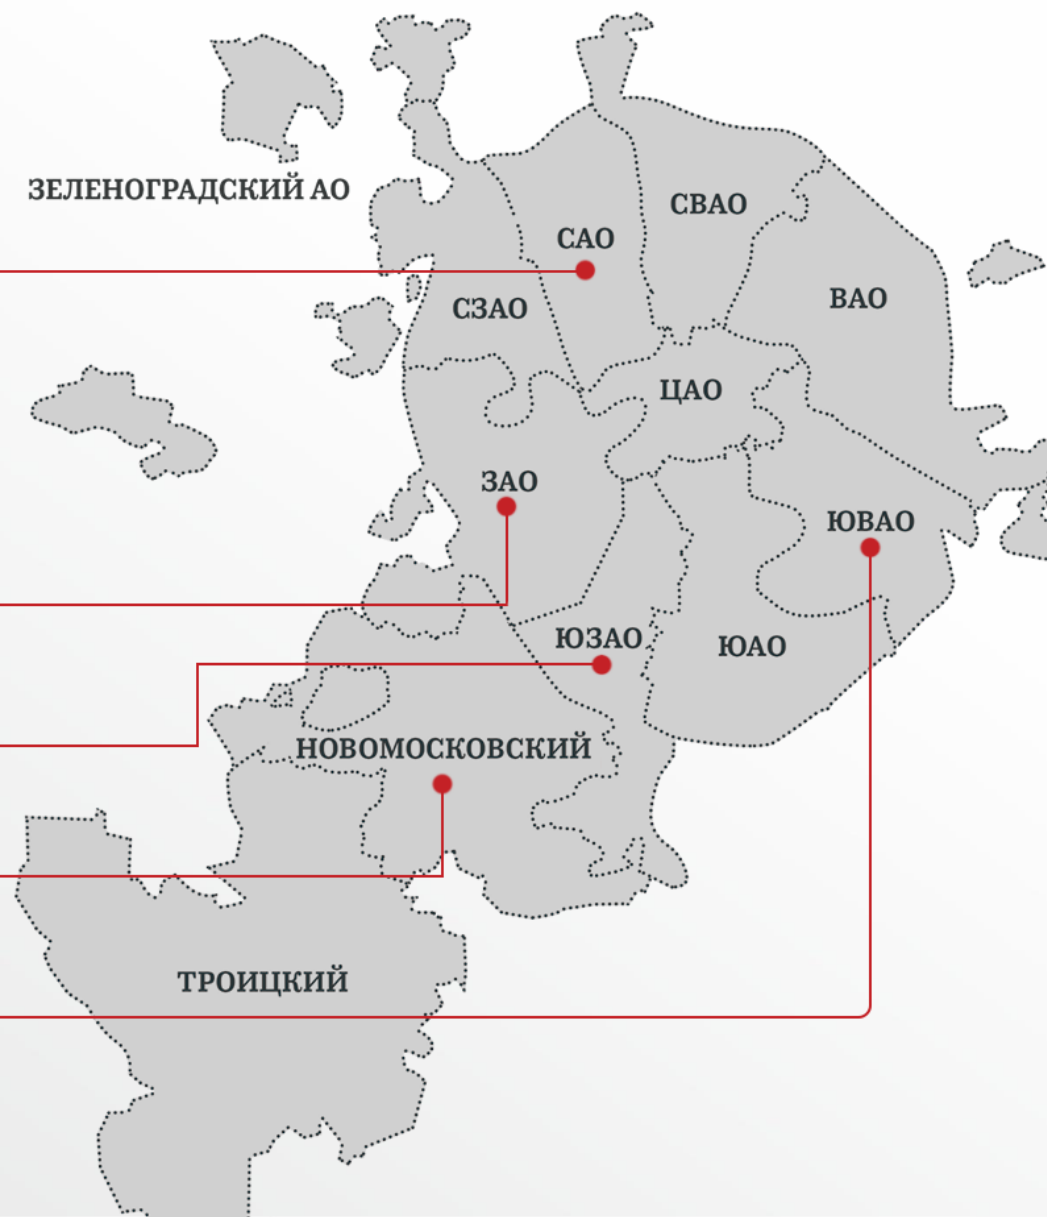 ЗЕЛЕНОГРАДСКИЙ АО
СВАО
САО
ВАО
СЗАО
ЦАО
ЗАО
ЮВАО
ЮЗАО
ЮАО
НОВОМОСКОВСКИЙ
ТРОИЦКИЙ